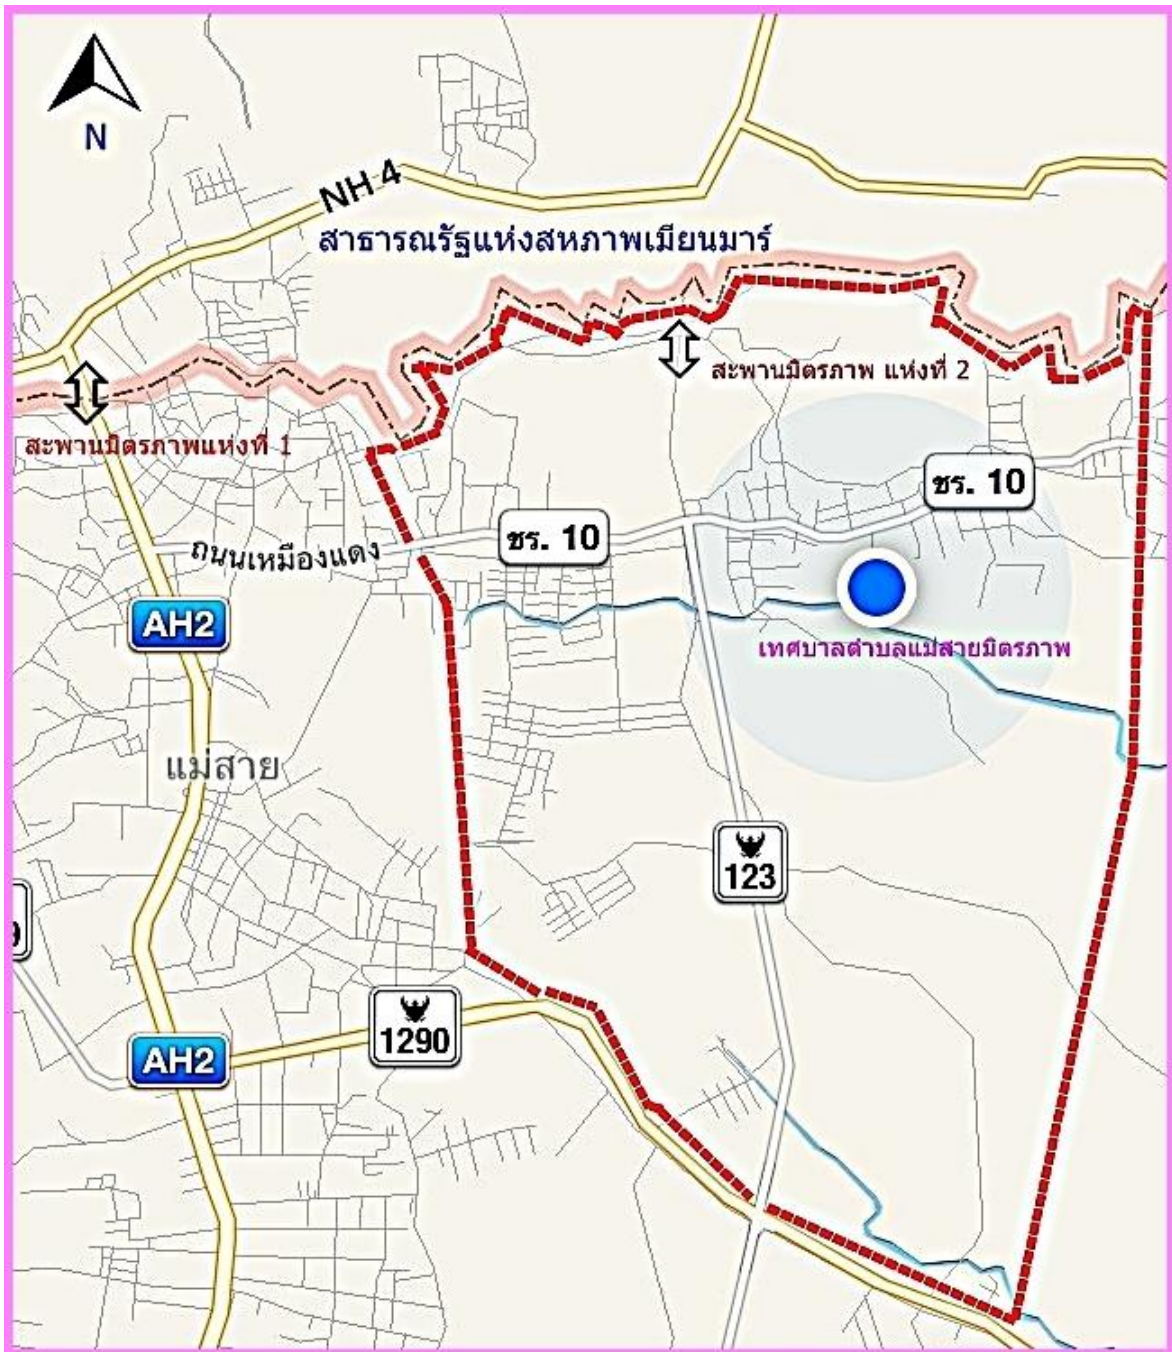 N
NH 4
สาธารณรัฐแห่งสหภาพเมียนมาร์
สะพานมิตรภาพ แห่งที่ 2
สะพานมิตรภาพแห่งที่ 1
ชร. 10
ชร. 10
ถนนเหมืองแดง
AH2
เทศบาลตำบลแม่สายมิตรภาพ
แม่สาย
123
9
1290
AH2